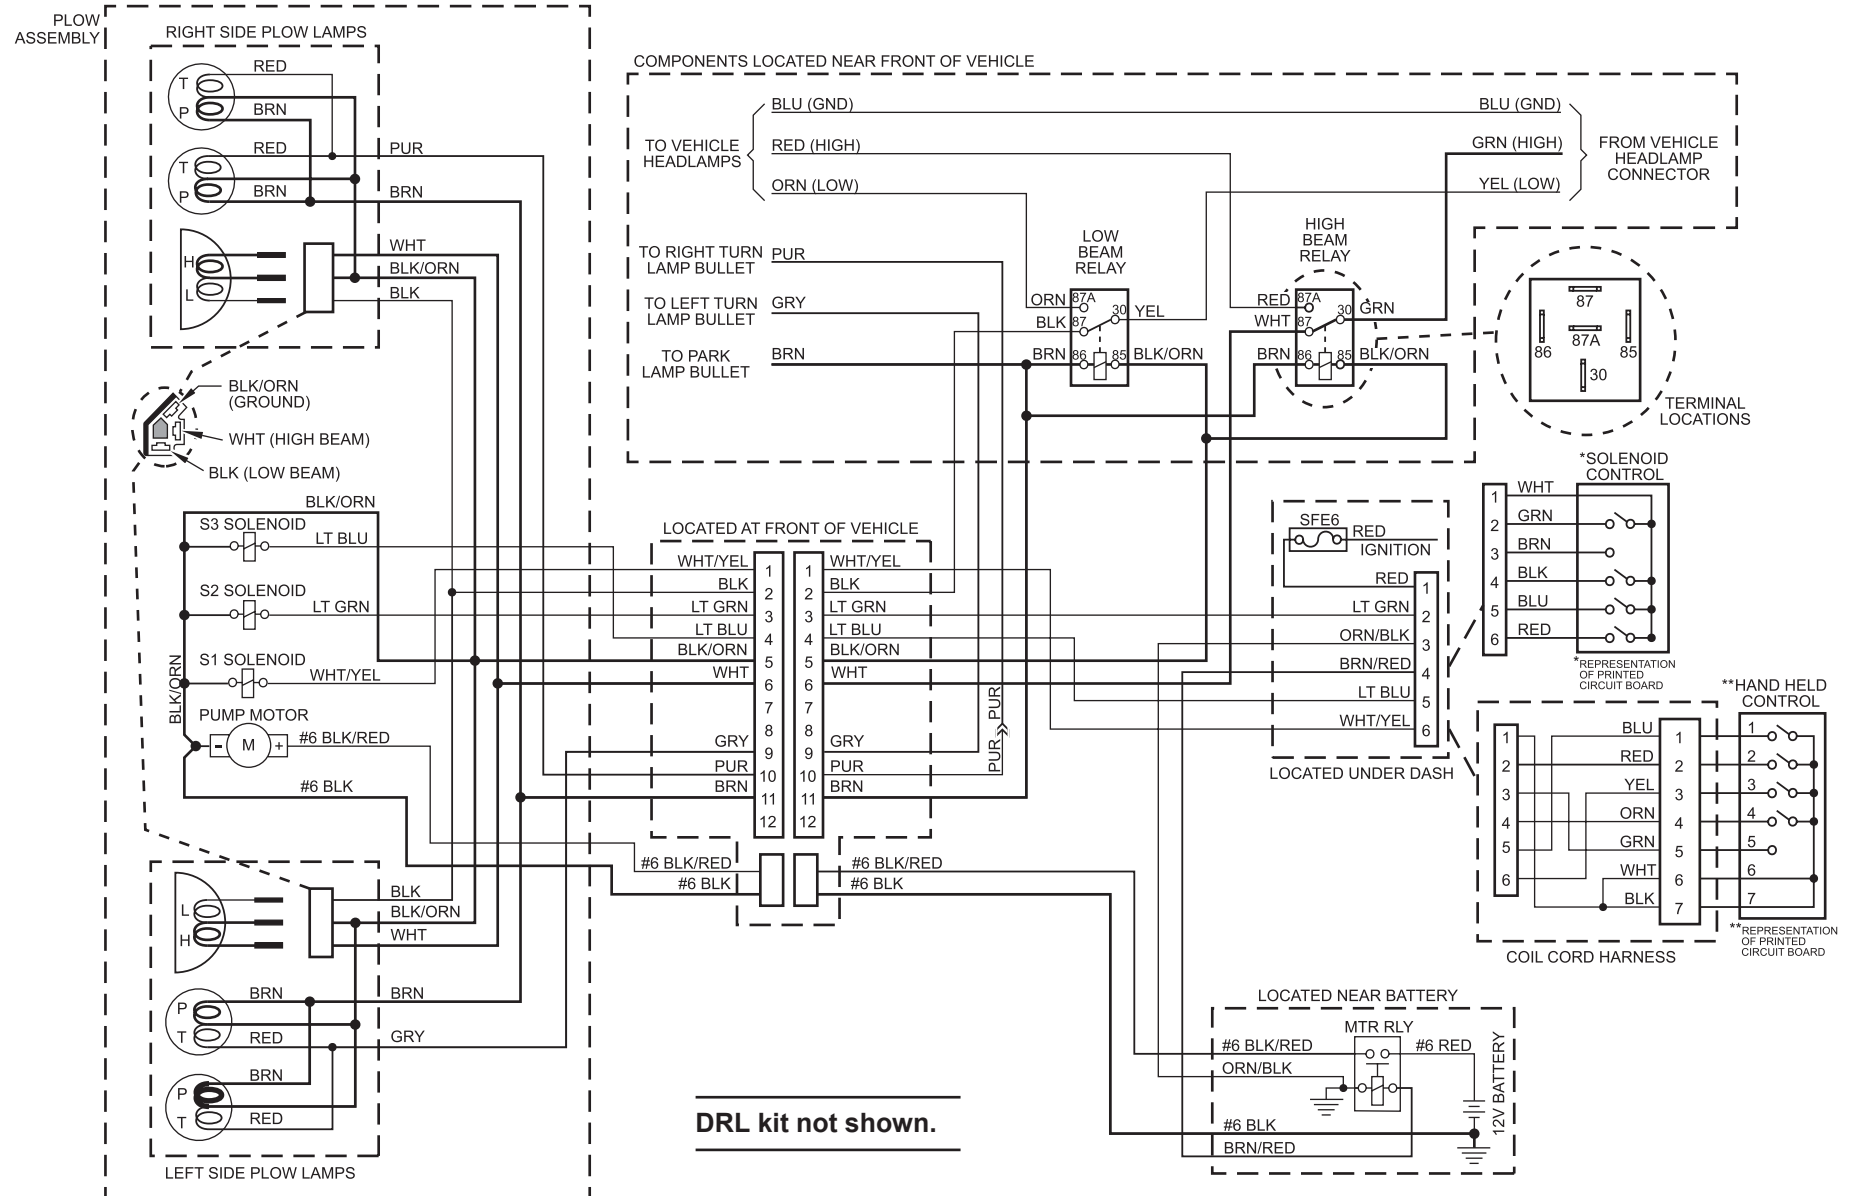 PLOW
ASSEMBLY
RIGHT SIDE PLOW LAMPS
T
RED
P
BRN
T
RED
PUR
P
BRN
BRN
H
WHT
BLK/ORN
L
BLK
BLK/ORN
(GROUND)
WHT (HIGH BEAM)
BLK (LOW BEAM)
BLK/ORN
S3 SOLENOID
LT BLU
S2 SOLENOID
LT GRN
S1 SOLENOID
WHT/YEL
BLK/ORN
PUMP MOTOR
- M +
#6 BLK/RED
#6 BLK
L
BLK
BLK/ORN
H
WHT
P
BRN
BRN
T
RED
GRY
P
BRN
T
RED
LEFT SIDE PLOW LAMPS
COMPONENTS LOCATED NEAR FRONT OF VEHICLE
TO VEHICLE
HEADLAMPS
BLU (GND)
BLU (GND)
RED (HIGH)
GRN (HIGH)
ORN (LOW)
YEL (LOW)
FROM VEHICLE
HEADLAMP
CONNECTOR
TO RIGHT TURN
LAMP BULLET
PUR
TO LEFT TURN
LAMP BULLET
GRY
TO PARK
LAMP BULLET
BRN
LOW
BEAM
RELAY
ORN 87A
30 YEL
BLK 87
BRN 86
85 BLK/ORN
HIGH
BEAM
RELAY
RED 87A
30 GRN
WHT 87
BRN 86
85 BLK/ORN
87
86
87A
85
30
TERMINAL
LOCATIONS
LOCATED AT FRONT OF VEHICLE
WHT/YEL 1
1 WHT/YEL
BLK 2
2 BLK
LT GRN 3
3 LT GRN
LT BLU 4
4 LT BLU
BLK/ORN 5
5 BLK/ORN
WHT 6
6 WHT
7
7
8
8
GRY 9
9 GRY
PUR 10
10 PUR
BRN 11
11 BRN
12
12
PUR
PUR
#6 BLK/RED
#6 BLK/RED
#6 BLK
#6 BLK
SFE6
RED
IGNITION
RED 1
LT GRN 2
ORN/BLK 3
BRN/RED 4
LT BLU 5
WHT/YEL 6
LOCATED UNDER DASH
*SOLENOID
CONTROL
1 WHT
2 GRN
3 BRN
4 BLK
5 BLU
6 RED
*REPRESENTATION
OF PRINTED
CIRCUIT BOARD
**HAND HELD
CONTROL
1 BLU 1 1
2 RED 2 2
3 YEL 3 3
4 ORN 4 4
5 GRN 5 5
6 WHT 6 6
BLK 7 7
**REPRESENTATION
OF PRINTED
CIRCUIT BOARD
COIL CORD HARNESS
LOCATED NEAR BATTERY
MTR RLY
#6 BLK/RED
#6 RED
ORN/BLK
12V BATTERY
#6 BLK
BRN/RED
DRL kit not shown.